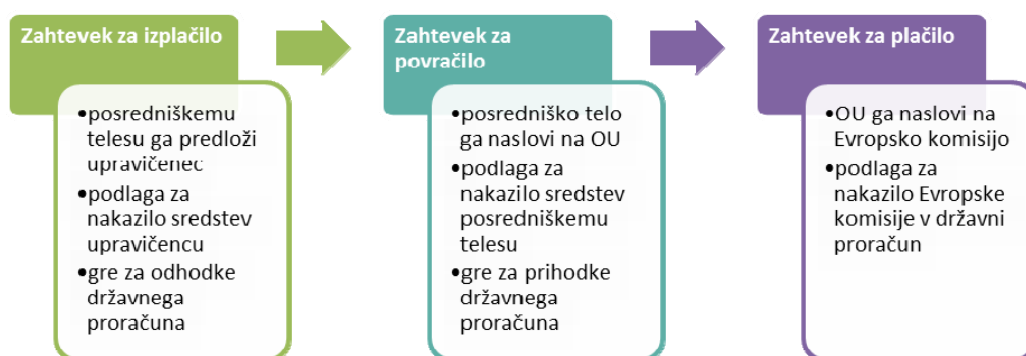 Zahtevek za izplačilo
•posredniškemu
telesu ga predloži
upravičenec
•podlaga za
nakazilo sredstev
upravičencu
•gre za odhodke
državnega
proračuna
Zahtevek za
povračilo
•posredniško telo
ga naslovi na OU
•podlaga za
nakazilo sredstev
posredniškemu
telesu
•gre za prihodke
državnega
proračuna
Zahtevek za plačilo
•OU ga naslovi na
Evropsko komisijo
•podlaga za
nakazilo Evropske
komisije v državni
proračun